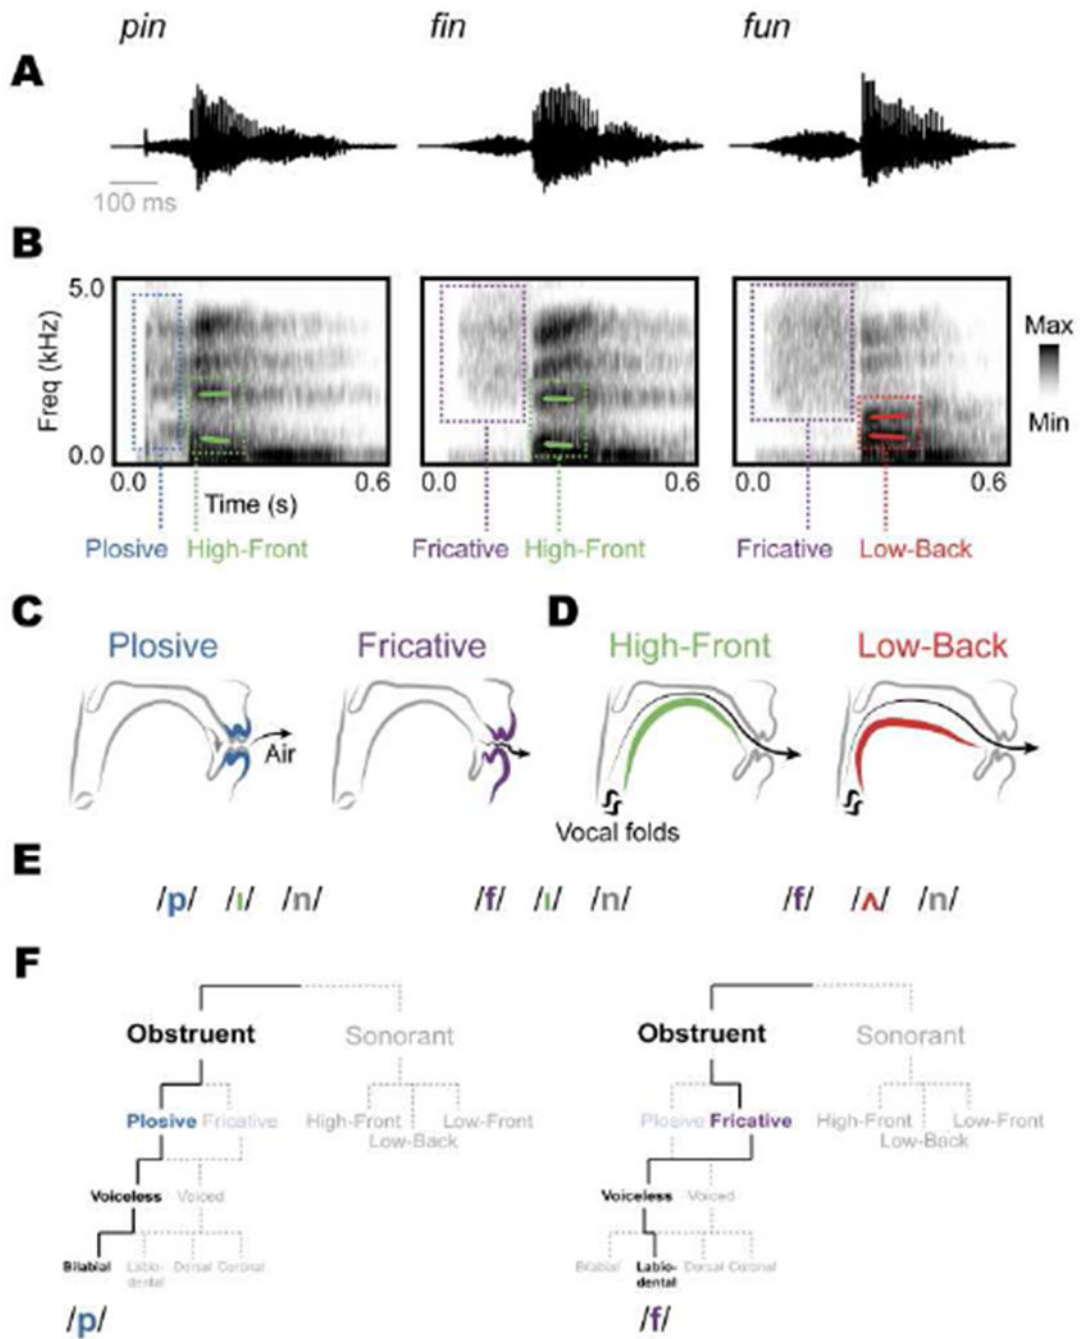 pin fin fun
A
100 ms
B
5.0
Freq (kHz)
0.0
Max
Min
0.0 0.6 0.0 0.6 0.0 0.6
Time (s)
Plosive High-Front Fricative High-Front Fricative Low-Back
C D
Plosive Fricative High-Front Low-Back
Air
Vocal folds
E
/p/ /ɪ/ /n/ /f/ /ɪ/ /n/ /f/ /ʌ/ /n/
F
Obstruent Sonorant Obstruent Sonorant
Plosive Fricative High-Front Low-Front Plosive Fricative High-Front Low-Front
Low-Back Low-Back
Voiceless Voiced Voiceless Voiced
Bilabial Labio- Dorsal Coronal Bilabial Labio- Dorsal Coronal
dental dental
/p/ /f/